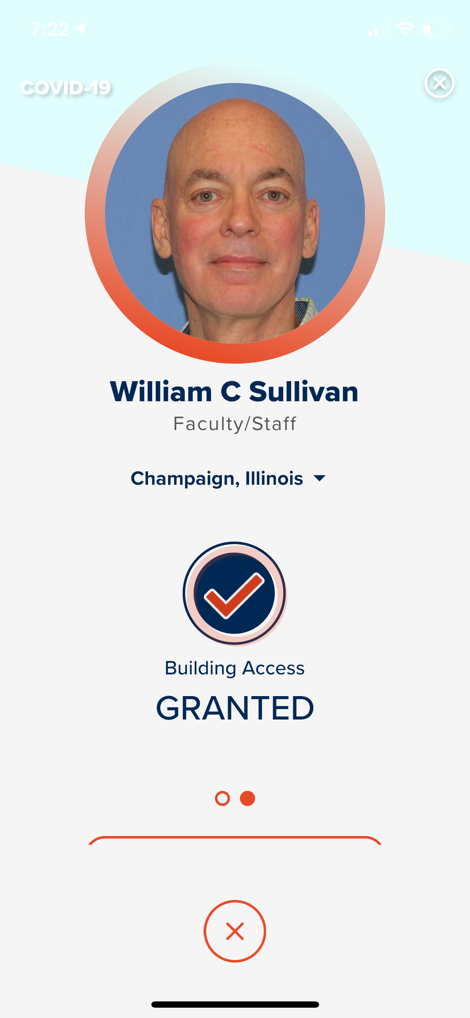 7:22
COVID-19
William C Sullivan
Faculty/Staff
Champaign, Illinois
Building Access
GRANTED